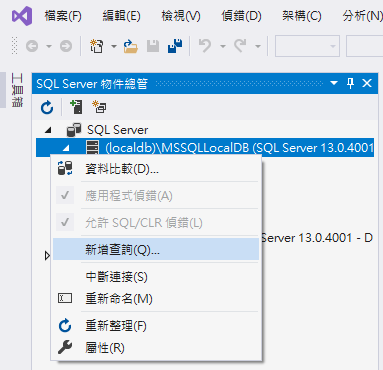 檔案(F) 編輯(E) 檢視(V) 偵錯(D) 架構(C) 分析(N)
工具箱
SQL Server 物件總管
SQL Server
(localdb)\MSSQLLocalDB (SQL Server 13.0.4001
資料比較(D)...
應用程式偵錯(A)
允許 SQL/CLR 偵錯(L)
Server 13.0.4001 - D
新增查詢(Q)...
中斷連接(S)
重新命名(M)
重新整理(F)
屬性(R)